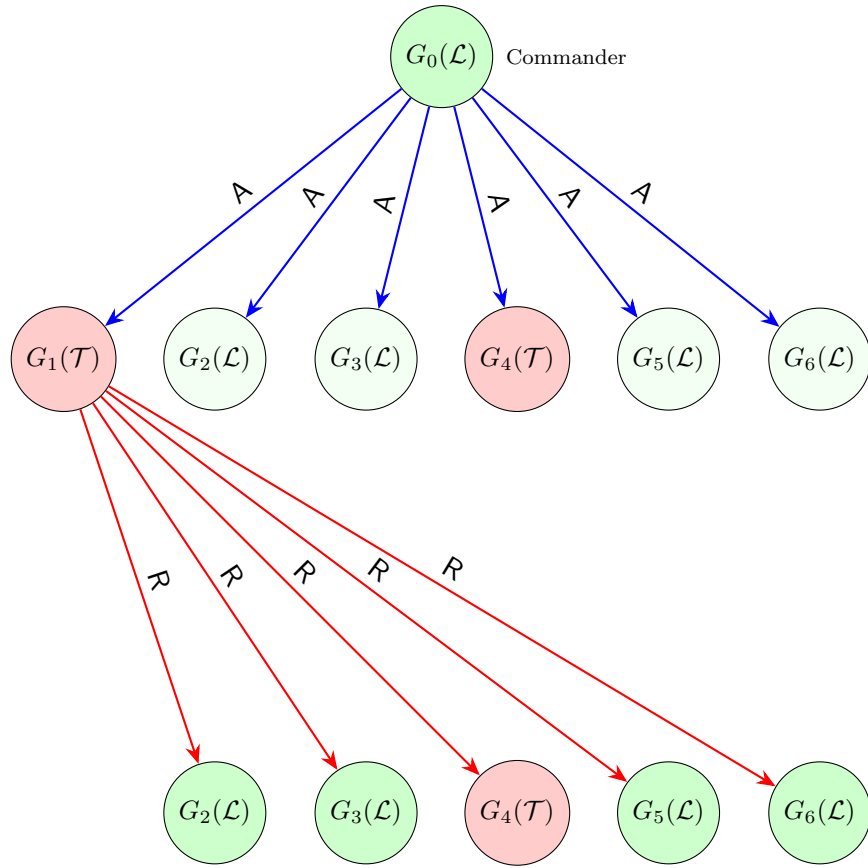 G₀(ℒ) Commander
A A A A A A
G₁(𝒯) G₂(ℒ) G₃(ℒ) G₄(𝒯) G₅(ℒ) G₆(ℒ)
R R R R R
G₂(ℒ) G₃(ℒ) G₄(𝒯) G₅(ℒ) G₆(ℒ)